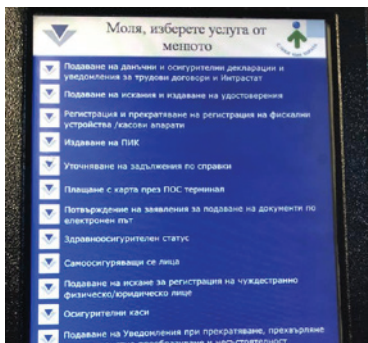 Моля, изберете услуга от
менюто
Подаване на данъчни и осигурителни декларации и
уведомления за трудови договори и Интрастат
Подаване на искания и издаване на удостоверения
Регистрация и прекратяване на регистрация на фискални
устройства /касови апарати
Издаване на ПИК
Уточняване на задължения по справки
Плащане с карта през ПОС терминал
Потвърждение на заявления за подаване на документи по
електронен път
Здравноосигурителен статус
Самоосигуряващи се лица
Подаване на искане за регистрация на чуждестранно
физическо/юридическо лице
Осигурителни каси
Подаване на Уведомления при прекратяване, прехвърляне